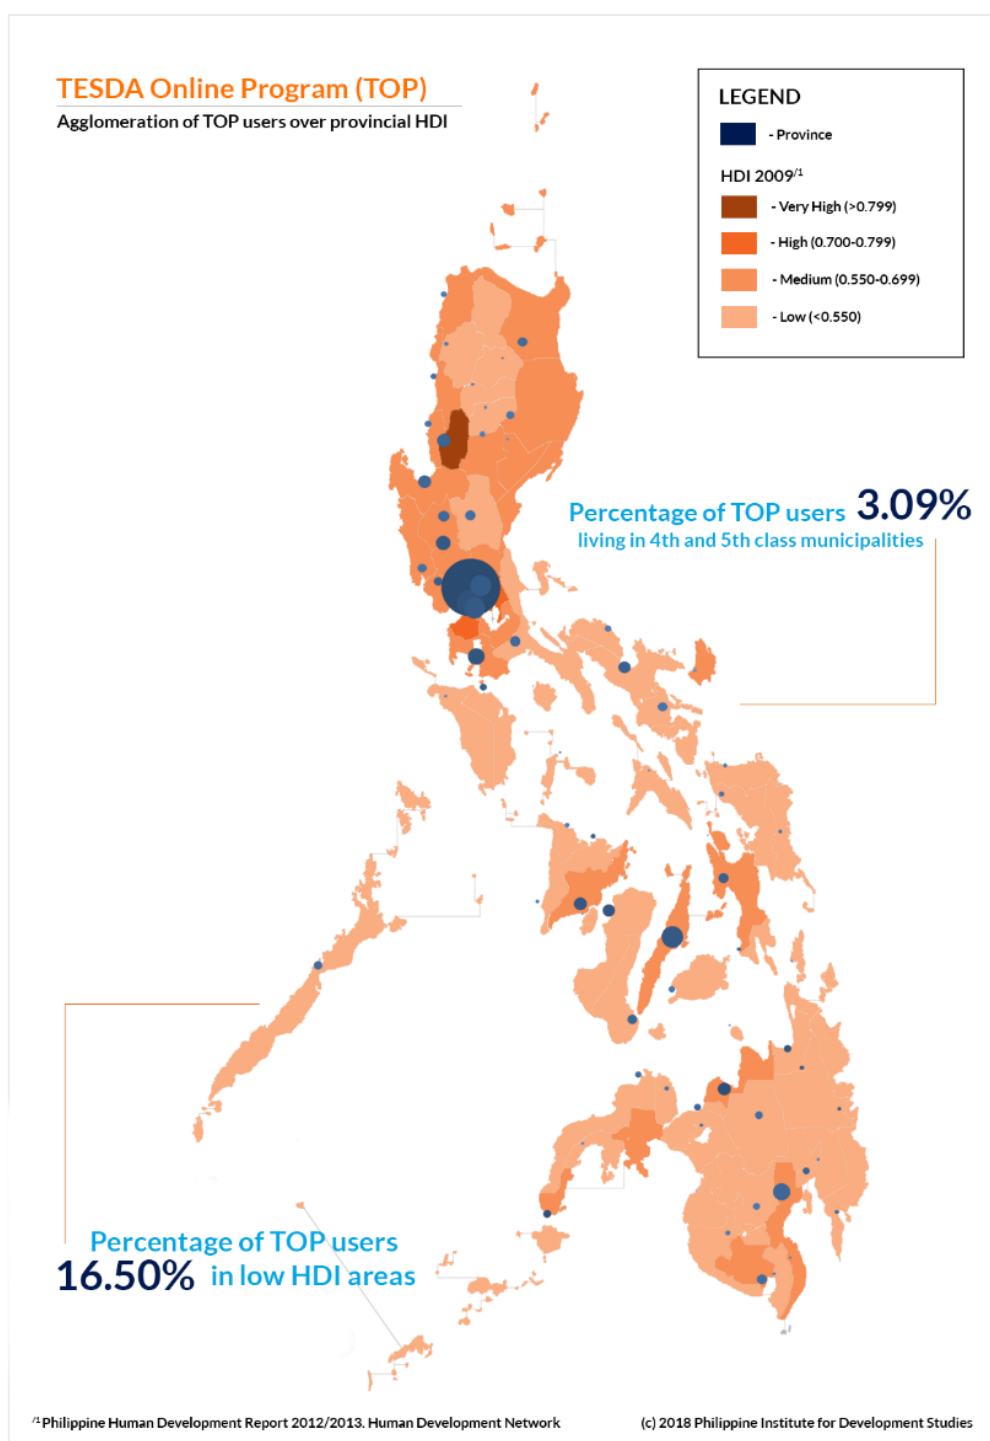 TESDA Online Program (TOP)
Agglomeration of TOP users over provincial HDI
LEGEND
- Province
HDI 2009/1
- Very High (>0.799)
- High (0.700-0.799)
- Medium (0.550-0.699)
- Low (<0.550)
Percentage of TOP users 3.09%
living in 4th and 5th class municipalities
Percentage of TOP users
16.50% in low HDI areas
/1 Philippine Human Development Report 2012/2013. Human Development Network
(c) 2018 Philippine Institute for Development Studies